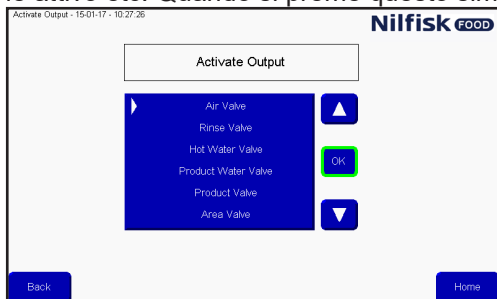 Activate Output - 15-01-17 - 10:27:26
Nilfisk FOOD
Activate Output
Air Valve
Rinse Valve
Hot Water Valve
OK
Product Water Valve
Product Valve
Area Valve
Back
Home